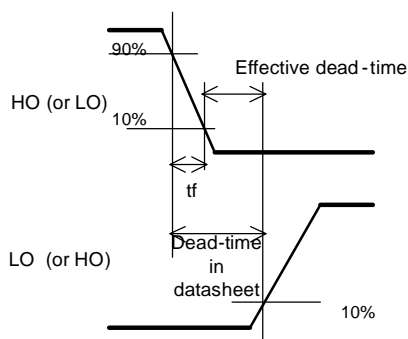 90%
Effective dead-time
HO (or LO)
10%
tf
Dead-time
in
datasheet
LO (or HO)
10%